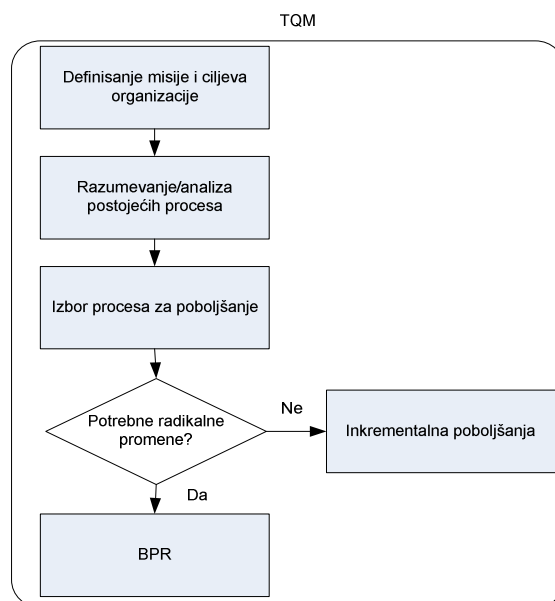 TQM
Definisanje misije i ciljeva
organizacije
Razumevanje/analiza
postojećih procesa
Izbor procesa za poboljšanje
Potrebne radikalne
promene?
Ne
Inkrementalna poboljšanja
Da
BPR